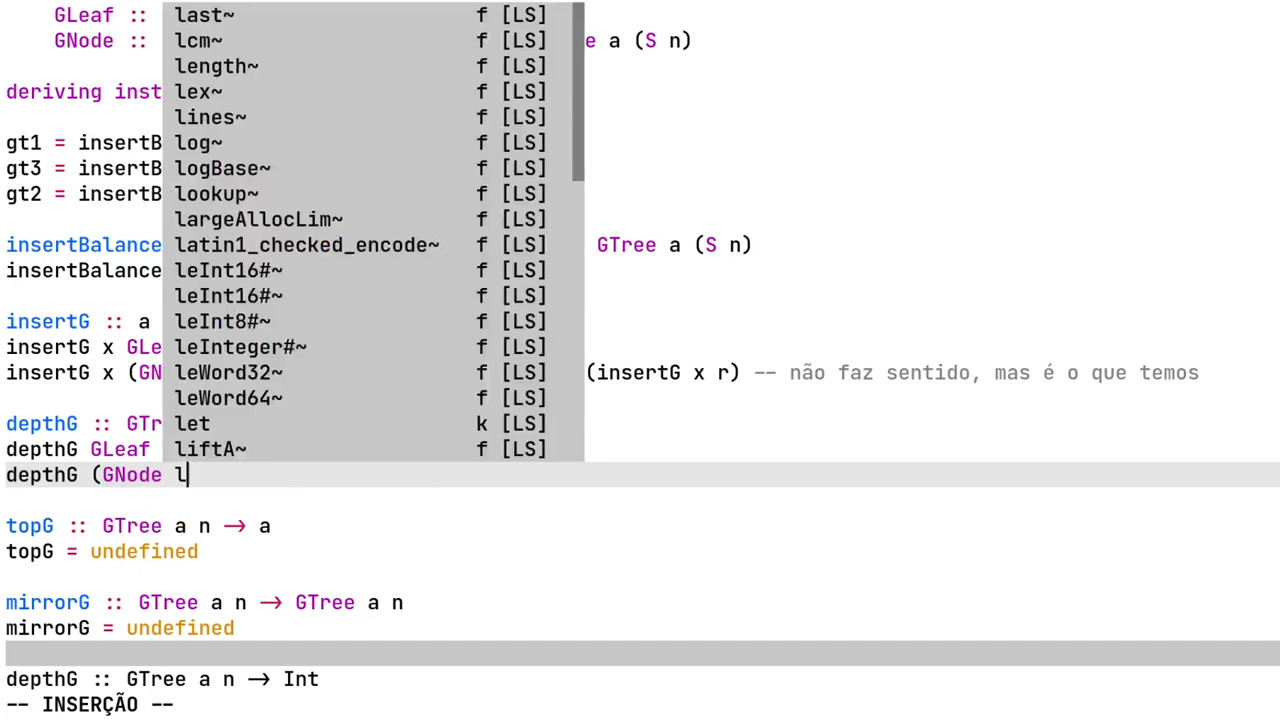 GLeaf :: last~ f [LS]
GNode :: lcm~ f [LS] e a (S n)
length~ f [LS]
deriving inst lex~ f [LS]
lines~ f [LS]
gt1 = insertB log~ f [LS]
gt3 = insertB logBase~ f [LS]
gt2 = insertB lookup~ f [LS]
largeAllocLim~ f [LS]
insertBalance latin1_checked_encode~ f [LS] GTree a (S n)
insertBalance leInt16#~ f [LS]
leInt16#~ f [LS]
insertG :: a leInt8#~ f [LS]
insertG x GLe leInteger#~ f [LS]
insertG x (GN leWord32~ f [LS] (insertG x r) -- não faz sentido, mas é o que temos
leWord64~ f [LS]
depthG :: GTr let k [LS]
depthG GLeaf liftA~ f [LS]
depthG (GNode l
topG :: GTree a n → a
topG = undefined
mirrorG :: GTree a n → GTree a n
mirrorG = undefined
depthG :: GTree a n → Int
-- INSERÇÃO --